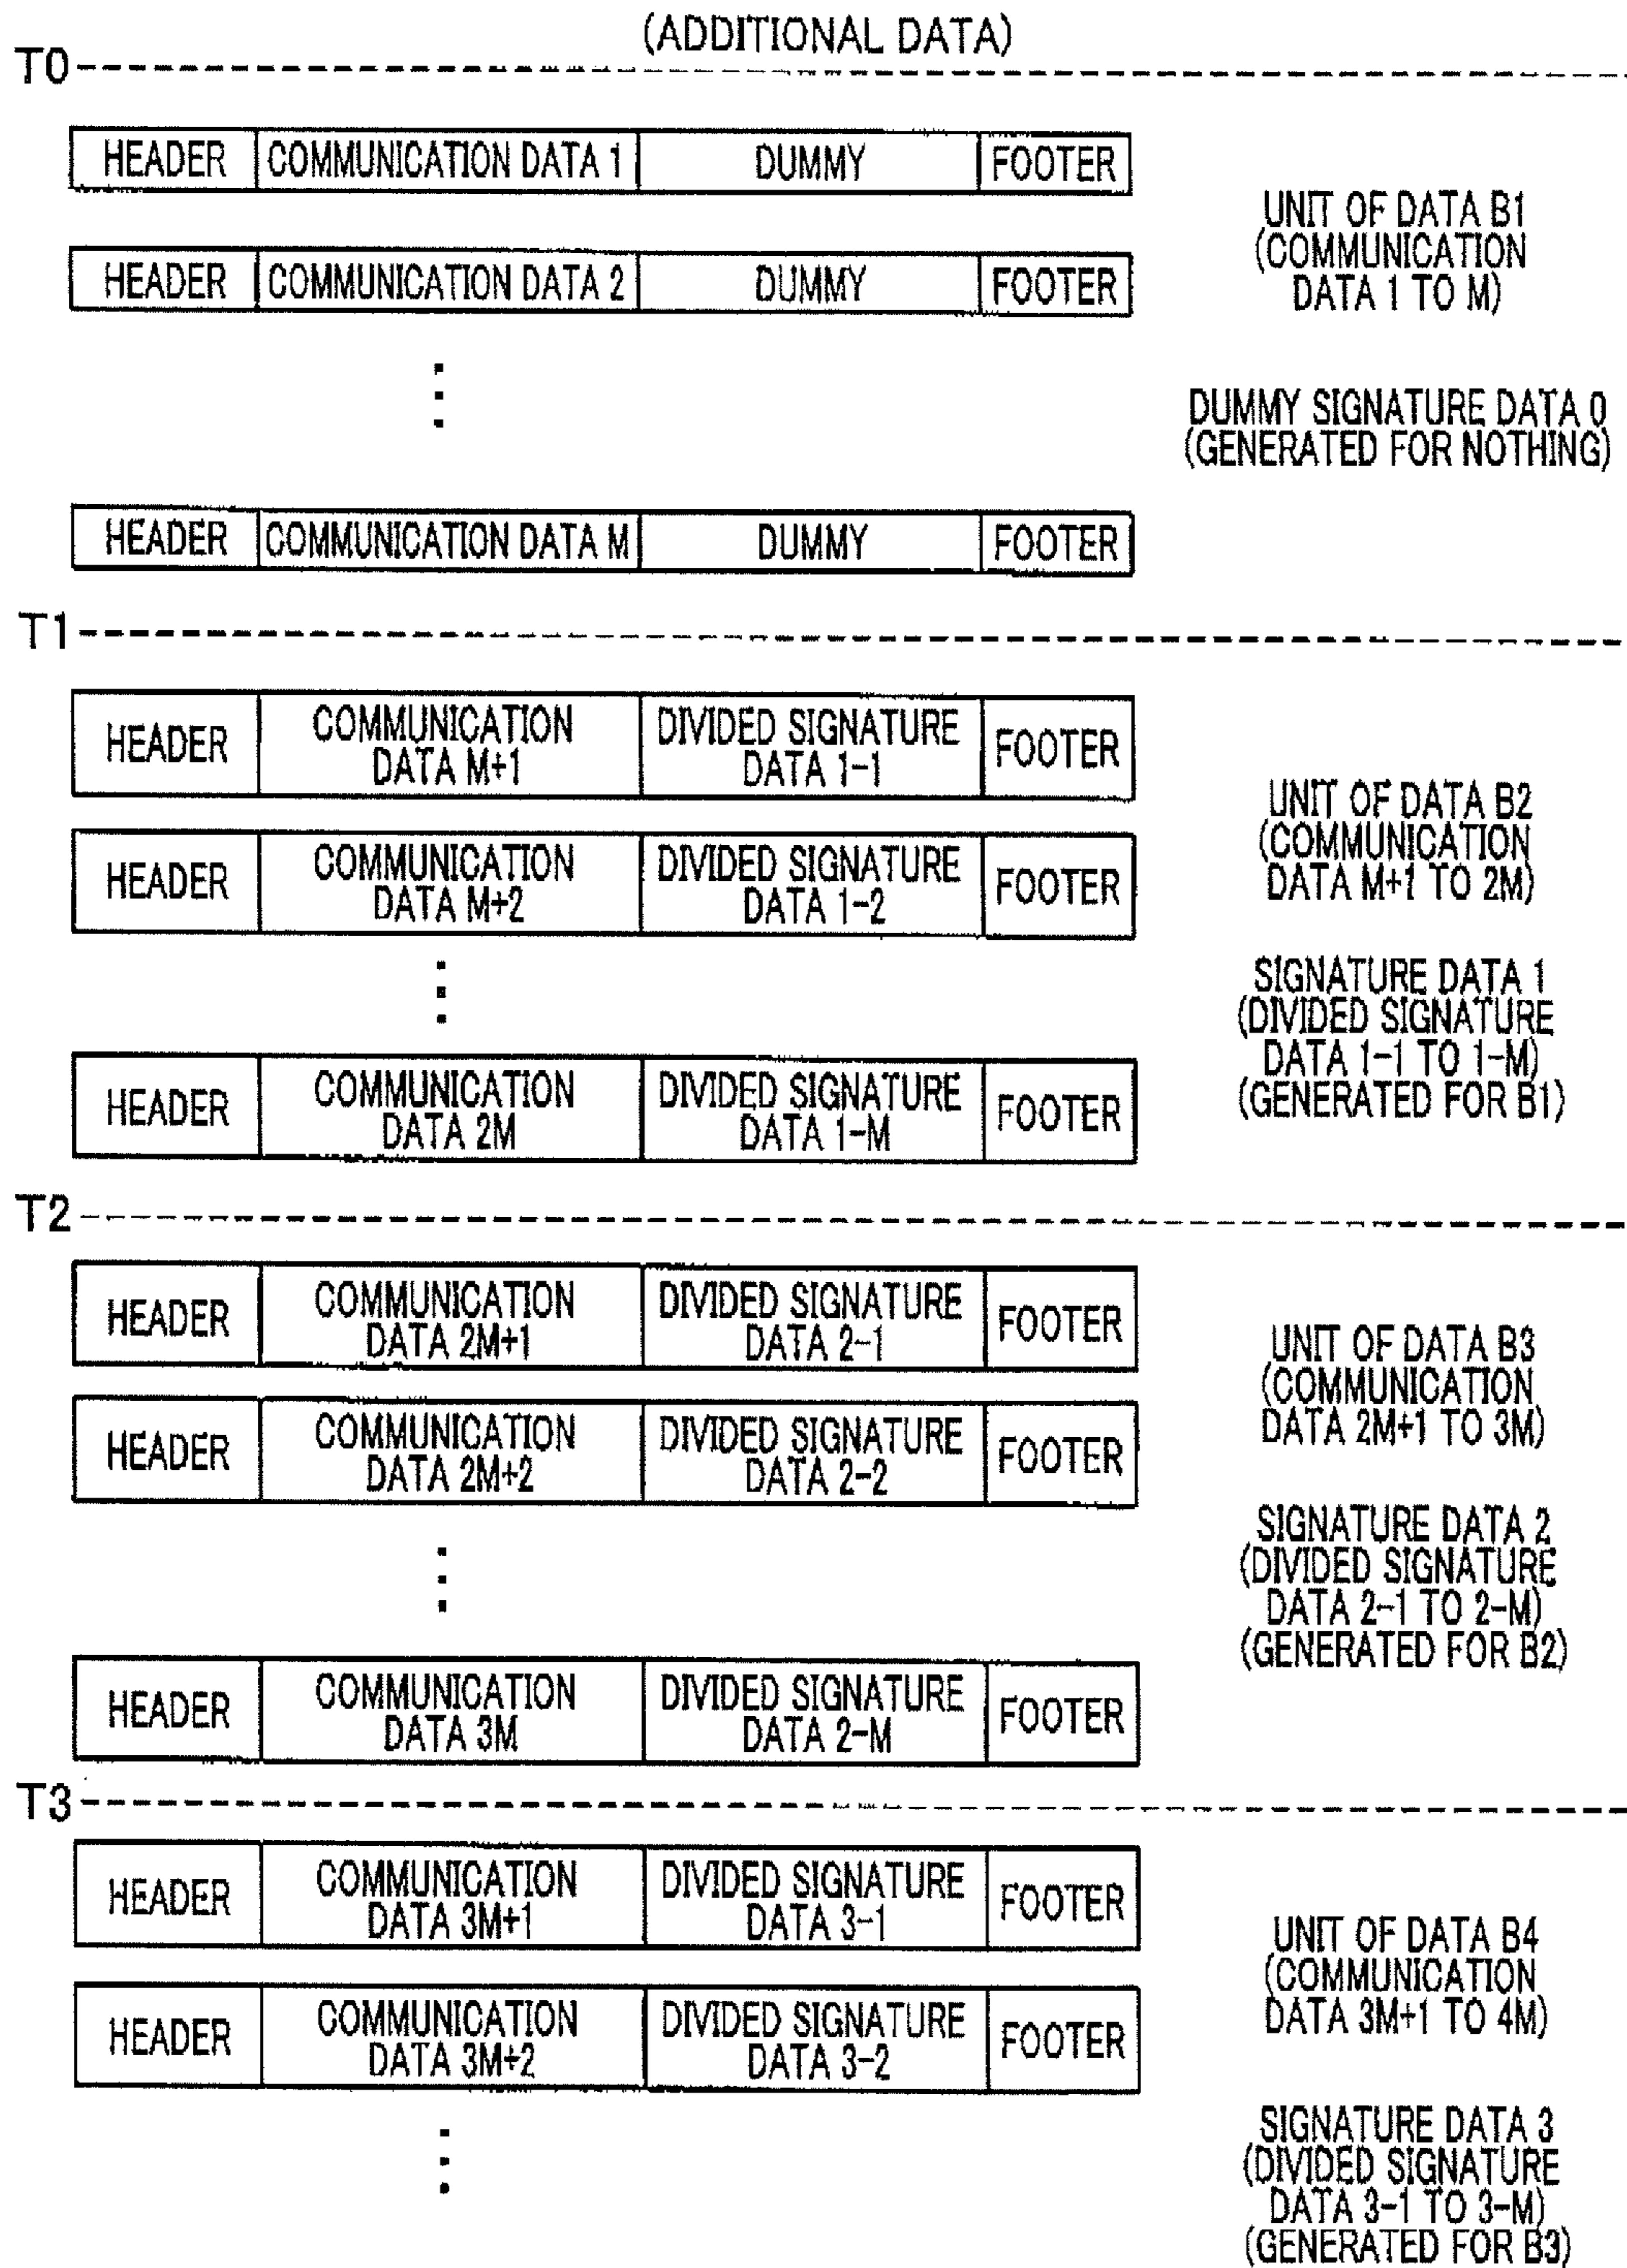 (ADDITIONAL DATA)
T0
HEADER COMMUNICATION DATA 1 DUMMY FOOTER
HEADER COMMUNICATION DATA 2 DUMMY FOOTER
UNIT OF DATA B1
(COMMUNICATION
DATA 1 TO M)
DUMMY SIGNATURE DATA 0
(GENERATED FOR NOTHING)
HEADER COMMUNICATION DATA M DUMMY FOOTER
T1
HEADER
COMMUNICATION
DATA M+1
DIVIDED SIGNATURE
DATA 1-1
FOOTER
HEADER
COMMUNICATION
DATA M+2
DIVIDED SIGNATURE
DATA 1-2
FOOTER
UNIT OF DATA B2
(COMMUNICATION
DATA M+1 TO 2M)
SIGNATURE DATA 1
(DIVIDED SIGNATURE
DATA 1-1 TO 1-M)
(GENERATED FOR B1)
HEADER
COMMUNICATION
DATA 2M
DIVIDED SIGNATURE
DATA 1-M
FOOTER
T2
HEADER
COMMUNICATION
DATA 2M+1
DIVIDED SIGNATURE
DATA 2-1
FOOTER
HEADER
COMMUNICATION
DATA 2M+2
DIVIDED SIGNATURE
DATA 2-2
FOOTER
UNIT OF DATA B3
(COMMUNICATION
DATA 2M+1 TO 3M)
SIGNATURE DATA 2
(DIVIDED SIGNATURE
DATA 2-1 TO 2-M)
(GENERATED FOR B2)
HEADER
COMMUNICATION
DATA 3M
DIVIDED SIGNATURE
DATA 2-M
FOOTER
T3
HEADER
COMMUNICATION
DATA 3M+1
DIVIDED SIGNATURE
DATA 3-1
FOOTER
HEADER
COMMUNICATION
DATA 3M+2
DIVIDED SIGNATURE
DATA 3-2
FOOTER
UNIT OF DATA B4
(COMMUNICATION
DATA 3M+1 TO 4M)
SIGNATURE DATA 3
(DIVIDED SIGNATURE
DATA 3-1 TO 3-M)
(GENERATED FOR B3)